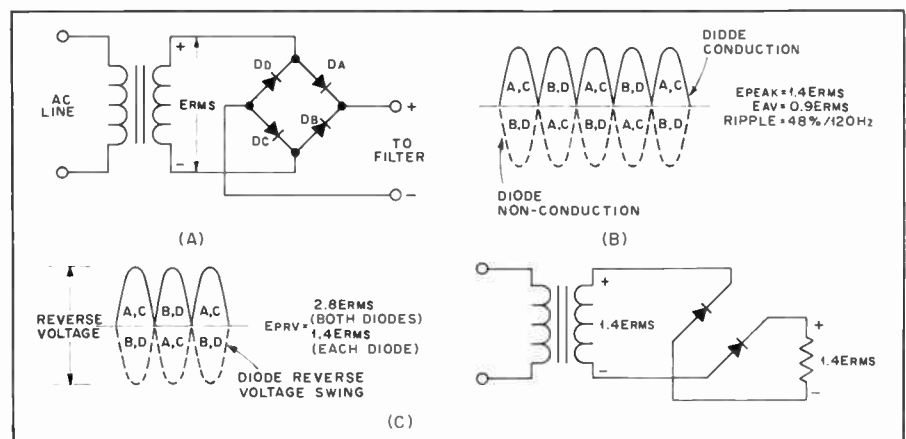 AC
LINE
+
ERMS
-
DD
DA
DC
DB
+
TO
FILTER
-
(A)
DIDDE
CONDUCTION
A,C
B,D
A,C
B,D
A,C
B,D
A,C
B,D
A,C
B,D
EPEAK=1.4ERMS
EAV=0.9ERMS
RIPPLE=48%/120HZ
DIODE
NON-CONDUCTION
(B)
REVERSE
VOLTAGE
A,C
B,D
A,C
B,D
A,C
B,D
EPRV=
2.8ERMS
(BOTH DIODES)
1.4ERMS
(EACH DIODE)
DIODE REVERSE
VOLTAGE SWING
+
1.4ERMS
-
+
1.4ERMS
-
(C)